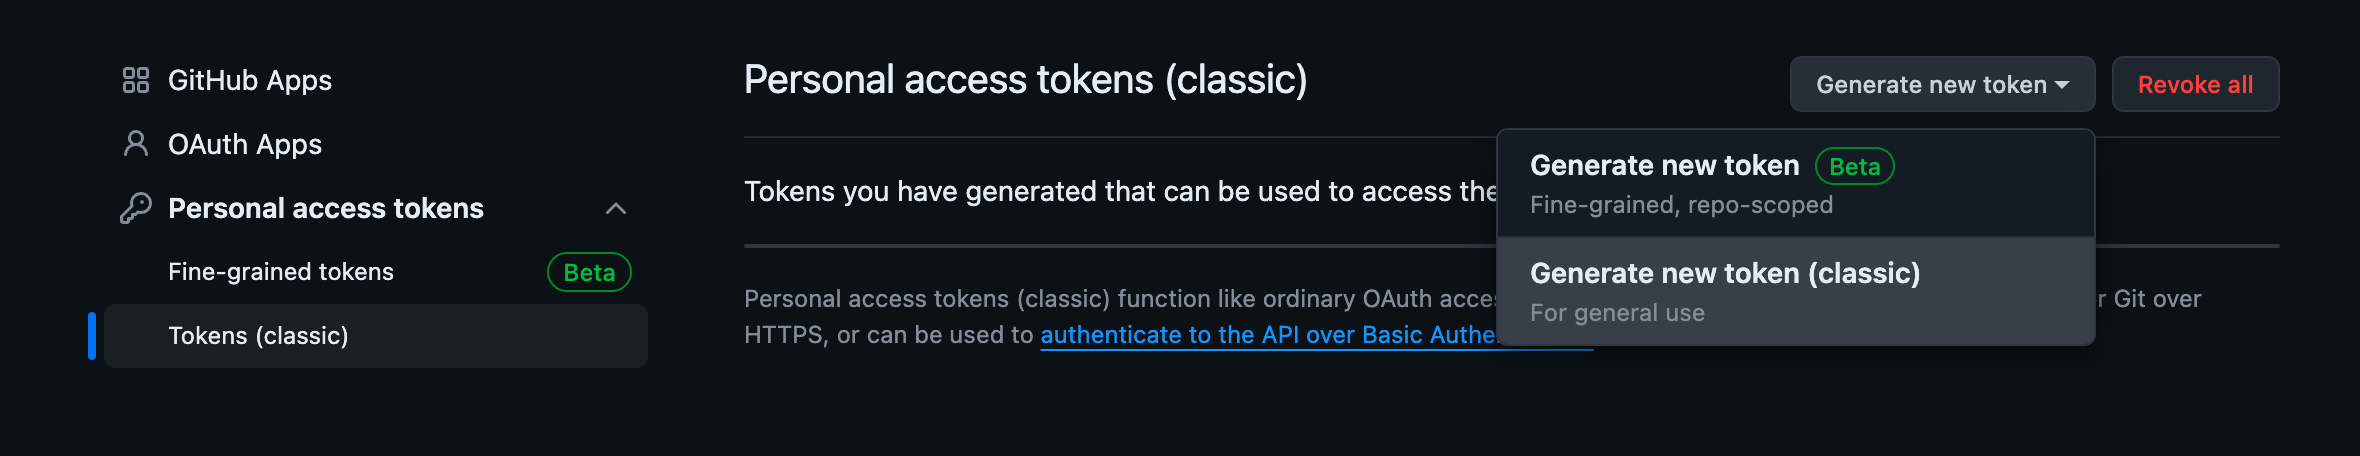 GitHub Apps
OAuth Apps
Personal access tokens
Fine-grained tokens Beta
Tokens (classic)
Personal access tokens (classic)
Generate new token
Revoke all
Generate new token Beta
Fine-grained, repo-scoped
Generate new token (classic)
For general use
Tokens you have generated that can be used to access the
Personal access tokens (classic) function like ordinary OAuth Git over
HTTPS, or can be used to authenticate to the API over Basic